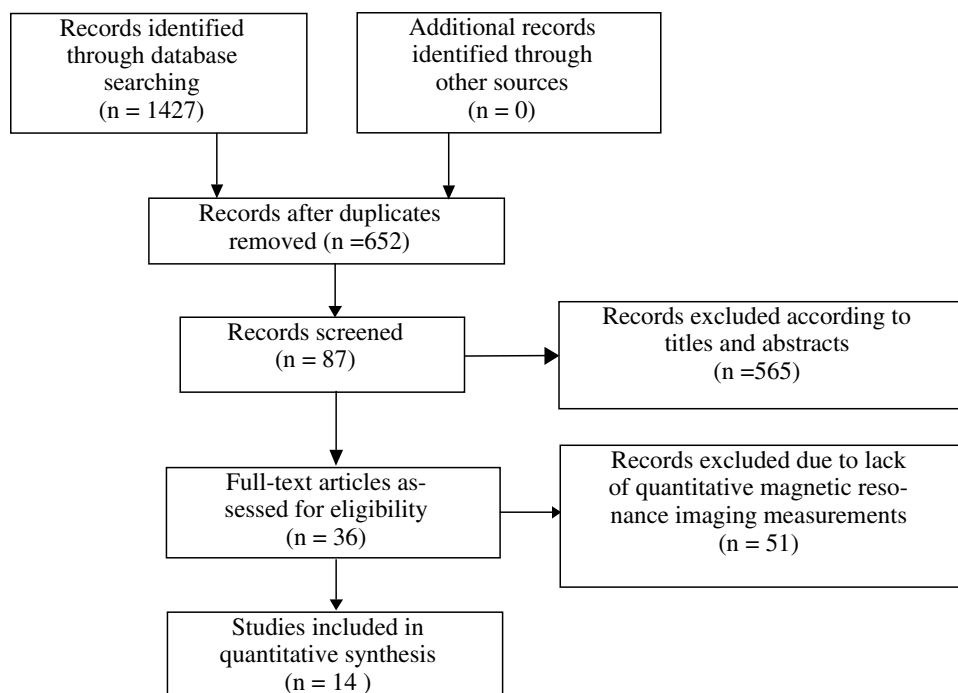 Records identified
through database
searching
(n = 1427)
Additional records
identified through
other sources
(n = 0)
Records after duplicates
removed (n =652)
Records screened
(n = 87)
Records excluded according to
titles and abstracts
(n =565)
Full-text articles as-
sessed for eligibility
(n = 36)
Records excluded due to lack
of quantitative magnetic reso-
nance imaging measurements
(n = 51)
Studies included in
quantitative synthesis
(n = 14 )